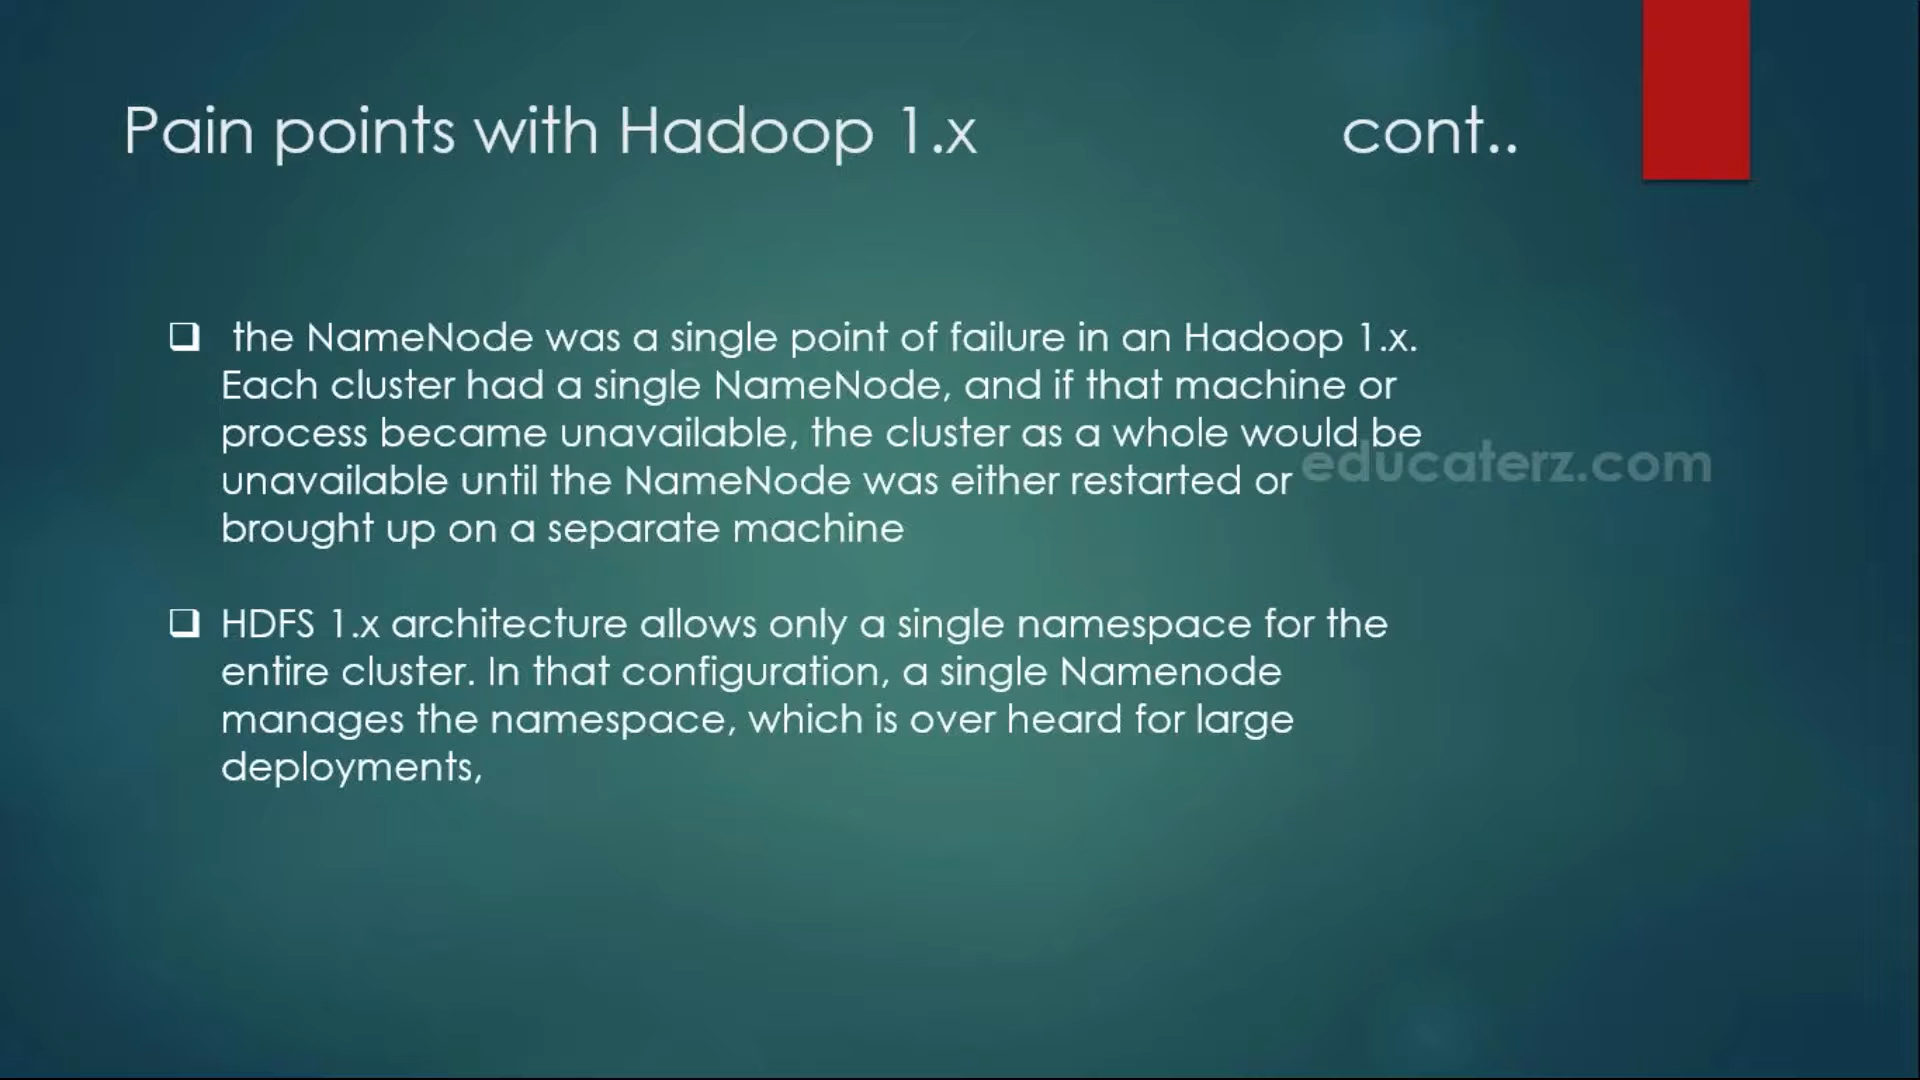 Pain points with Hadoop 1.x cont..
the NameNode was a single point of failure in an Hadoop 1.x.
Each cluster had a single NameNode, and if that machine or
process became unavailable, the cluster as a whole would be
educaterz.com
unavailable until the NameNode was either restarted or
brought up on a separate machine
HDFS 1.x architecture allows only a single namespace for the
entire cluster. In that configuration, a single Namenode
manages the namespace, which is over heard for large
deployments,